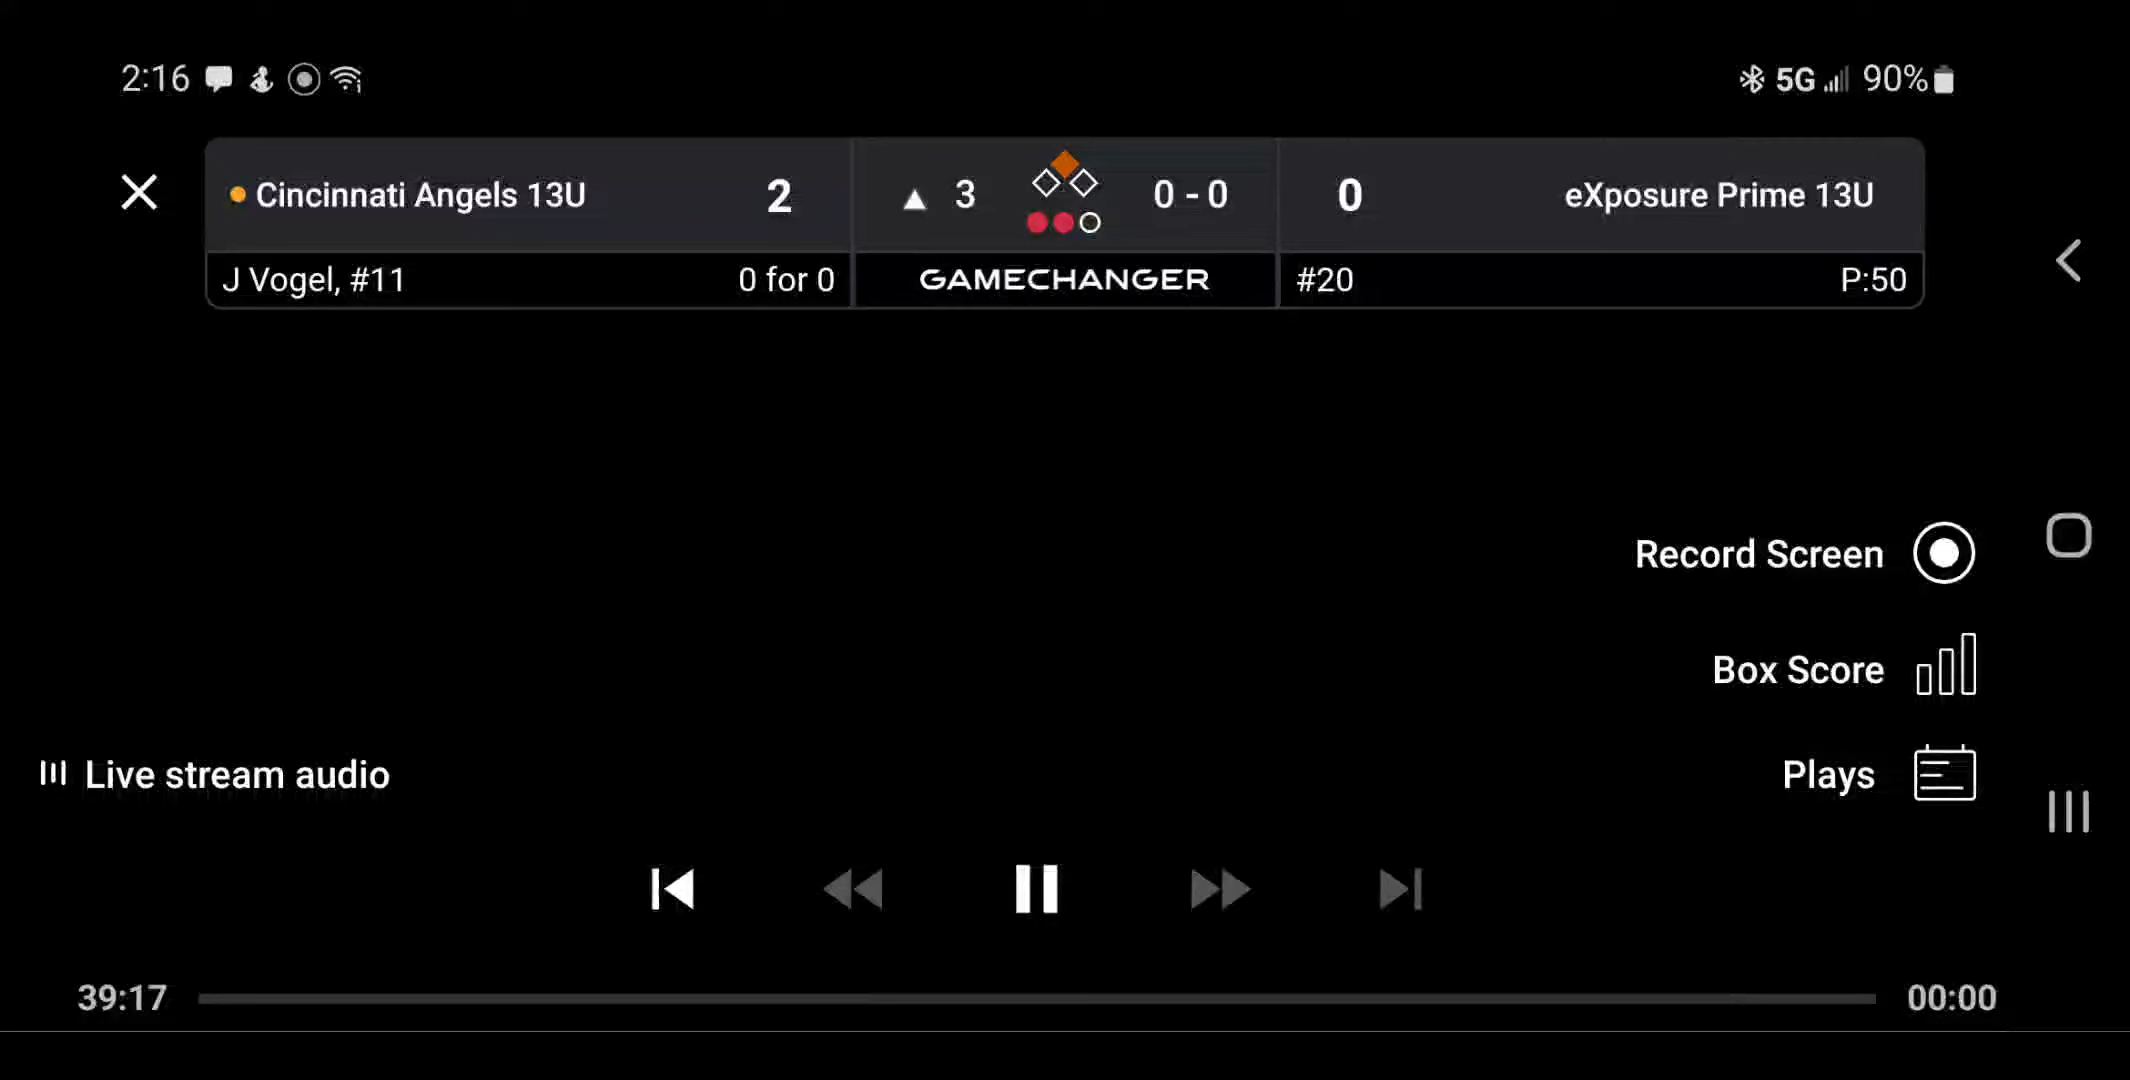 2:16 5G 90%
Cincinnati Angels 13U 2 3 0 - 0 0 eXposure Prime 13U
J Vogel, #11 0 for 0 GAMECHANGER #20 P:50
Record Screen
Box Score
Live stream audio Plays
39:17 00:00